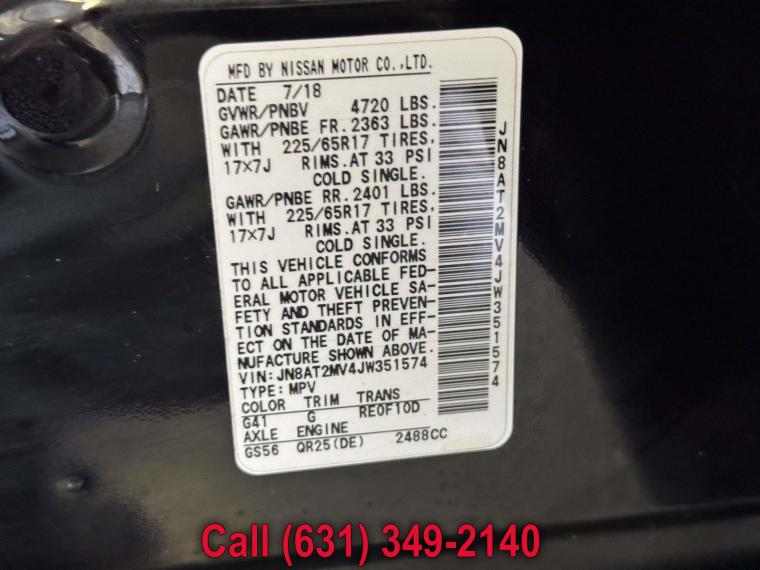 MFD BY NISSAN MOTOR CO.,LTD.
DATE 7/18
GVWR/PNBV 4720 LBS.
GAWR/PNBE FR. 2363 LBS.
WITH 225/65R17 TIRES,
17×7J RIMS.AT 33 PSI
COLD SINGLE.
GAWR/PNBE RR. 2401 LBS.
WITH 225/65R17 TIRES,
17×7J RIMS.AT 33 PSI
COLD SINGLE.
THIS VEHICLE CONFORMS
TO ALL APPLICABLE FED-
ERAL MOTOR VEHICLE SA-
FETY AND THEFT PREVEN-
TION STANDARDS IN EFF-
ECT ON THE DATE OF MA-
NUFACTURE SHOWN ABOVE.
VIN:JN8AT2MV4JW351574
TYPE:MPV
COLOR TRIM TRANS
G41 G RE0F10D
AXLE ENGINE
GS56 QR25(DE) 2488CC
JN8AT2MV4JW351574
Call (631) 349-2140